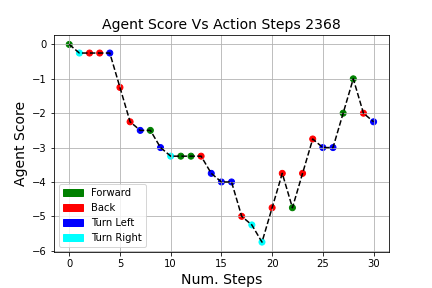 Agent Score Vs Action Steps 2368
Agent Score
0
−1
−2
−3
−4
−5
−6
Forward
Back
Turn Left
Turn Right
0 5 10 15 20 25 30
Num. Steps